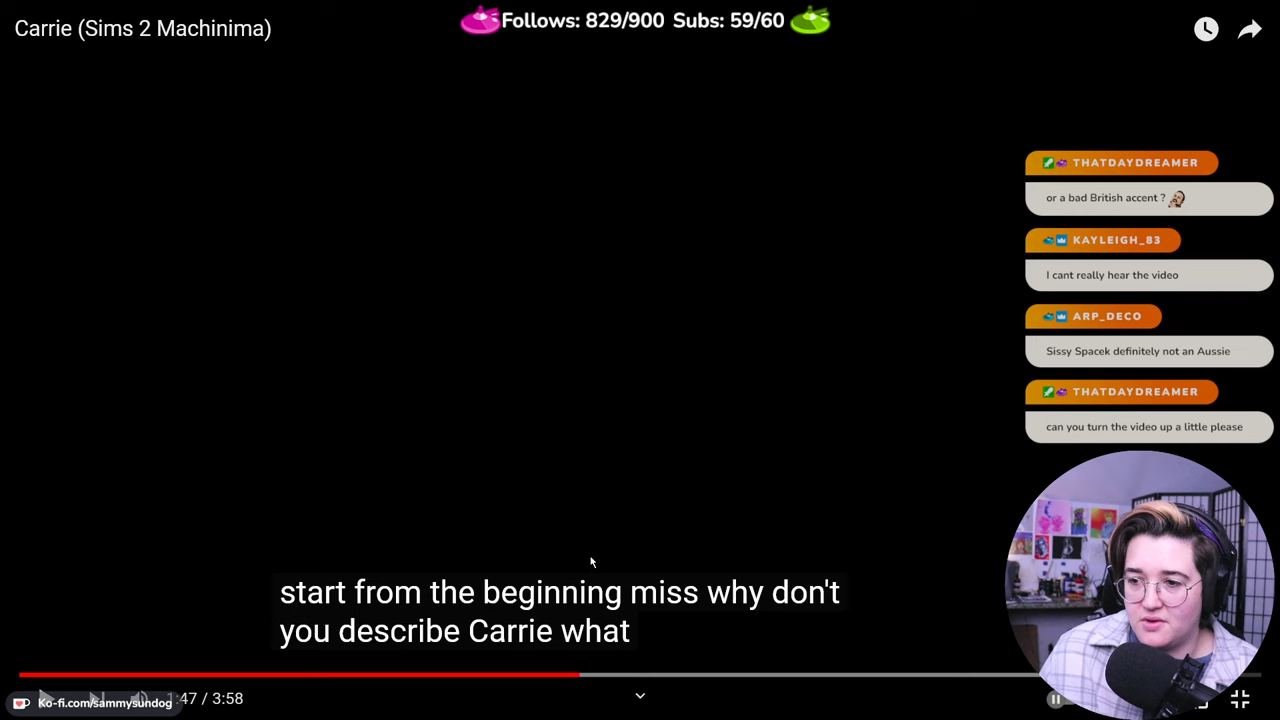 Carrie (Sims 2 Machinima)
Follows: 829/900 Subs: 59/60
THATDAYDREAMER
or a bad British accent ?
KAYLEIGH_83
I cant really hear the video
ARP_DECO
Sissy Spacek definitely not an Aussie
THATDAYDREAMER
can you turn the video up a little please
start from the beginning miss why don't
you describe Carrie what
1:47 / 3:58
Ko-fi.com/sammysundog